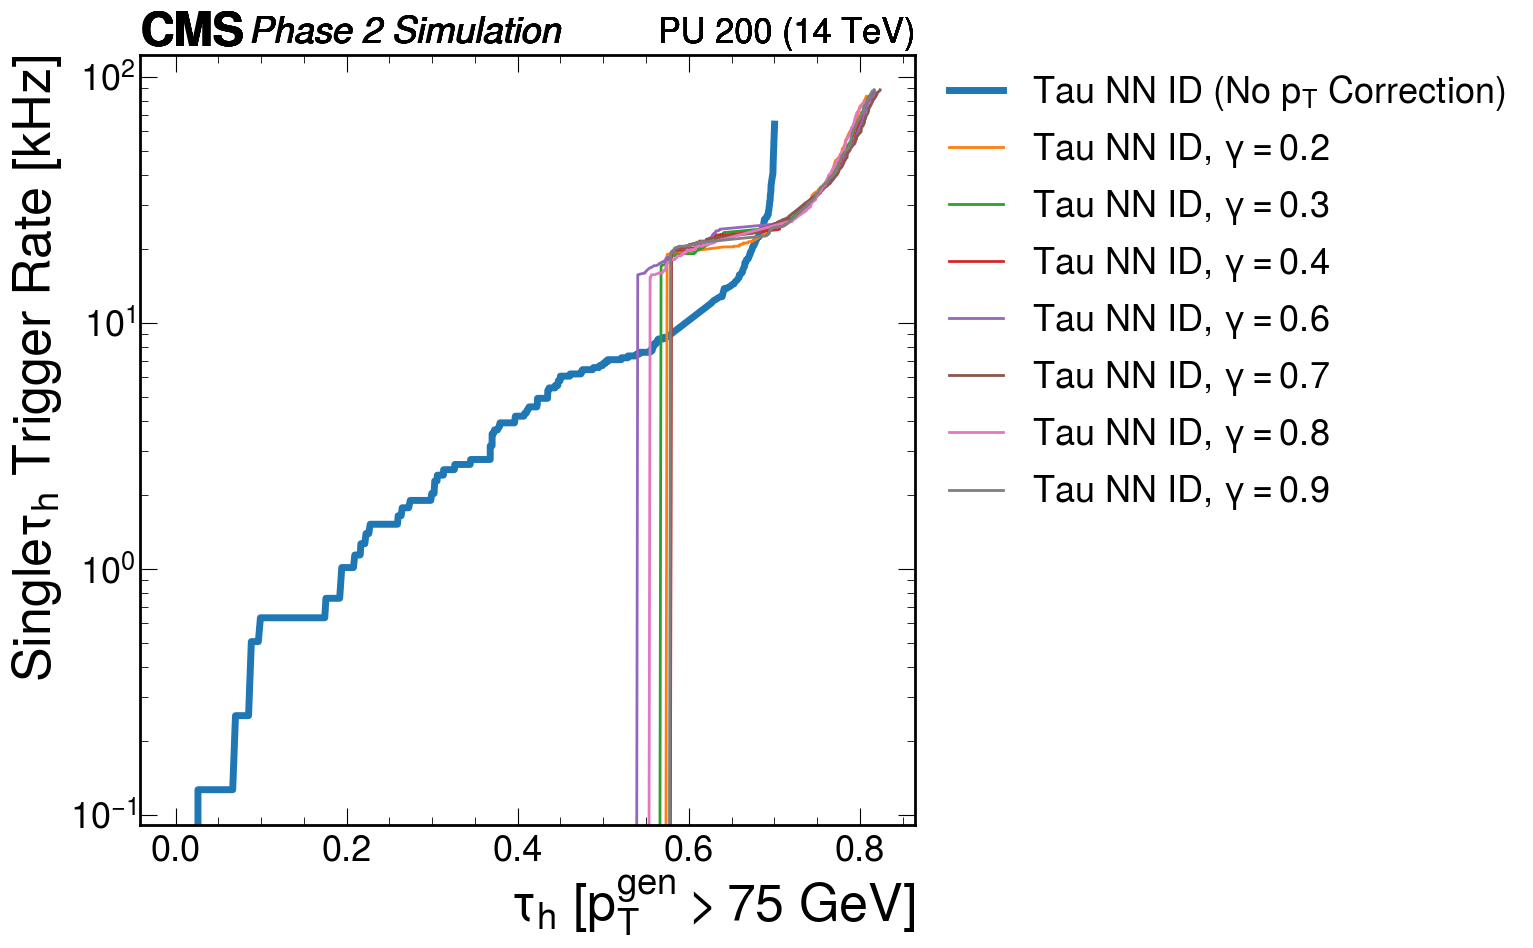 CMS Phase 2 Simulation PU 200 (14 TeV)
Single τ_h Trigger Rate [kHz]
10²
10¹
10⁰
10⁻¹
0.0 0.2 0.4 0.6 0.8
τ_h [p_T^gen > 75 GeV]
Tau NN ID (No p_T Correction)
Tau NN ID, γ = 0.2
Tau NN ID, γ = 0.3
Tau NN ID, γ = 0.4
Tau NN ID, γ = 0.6
Tau NN ID, γ = 0.7
Tau NN ID, γ = 0.8
Tau NN ID, γ = 0.9